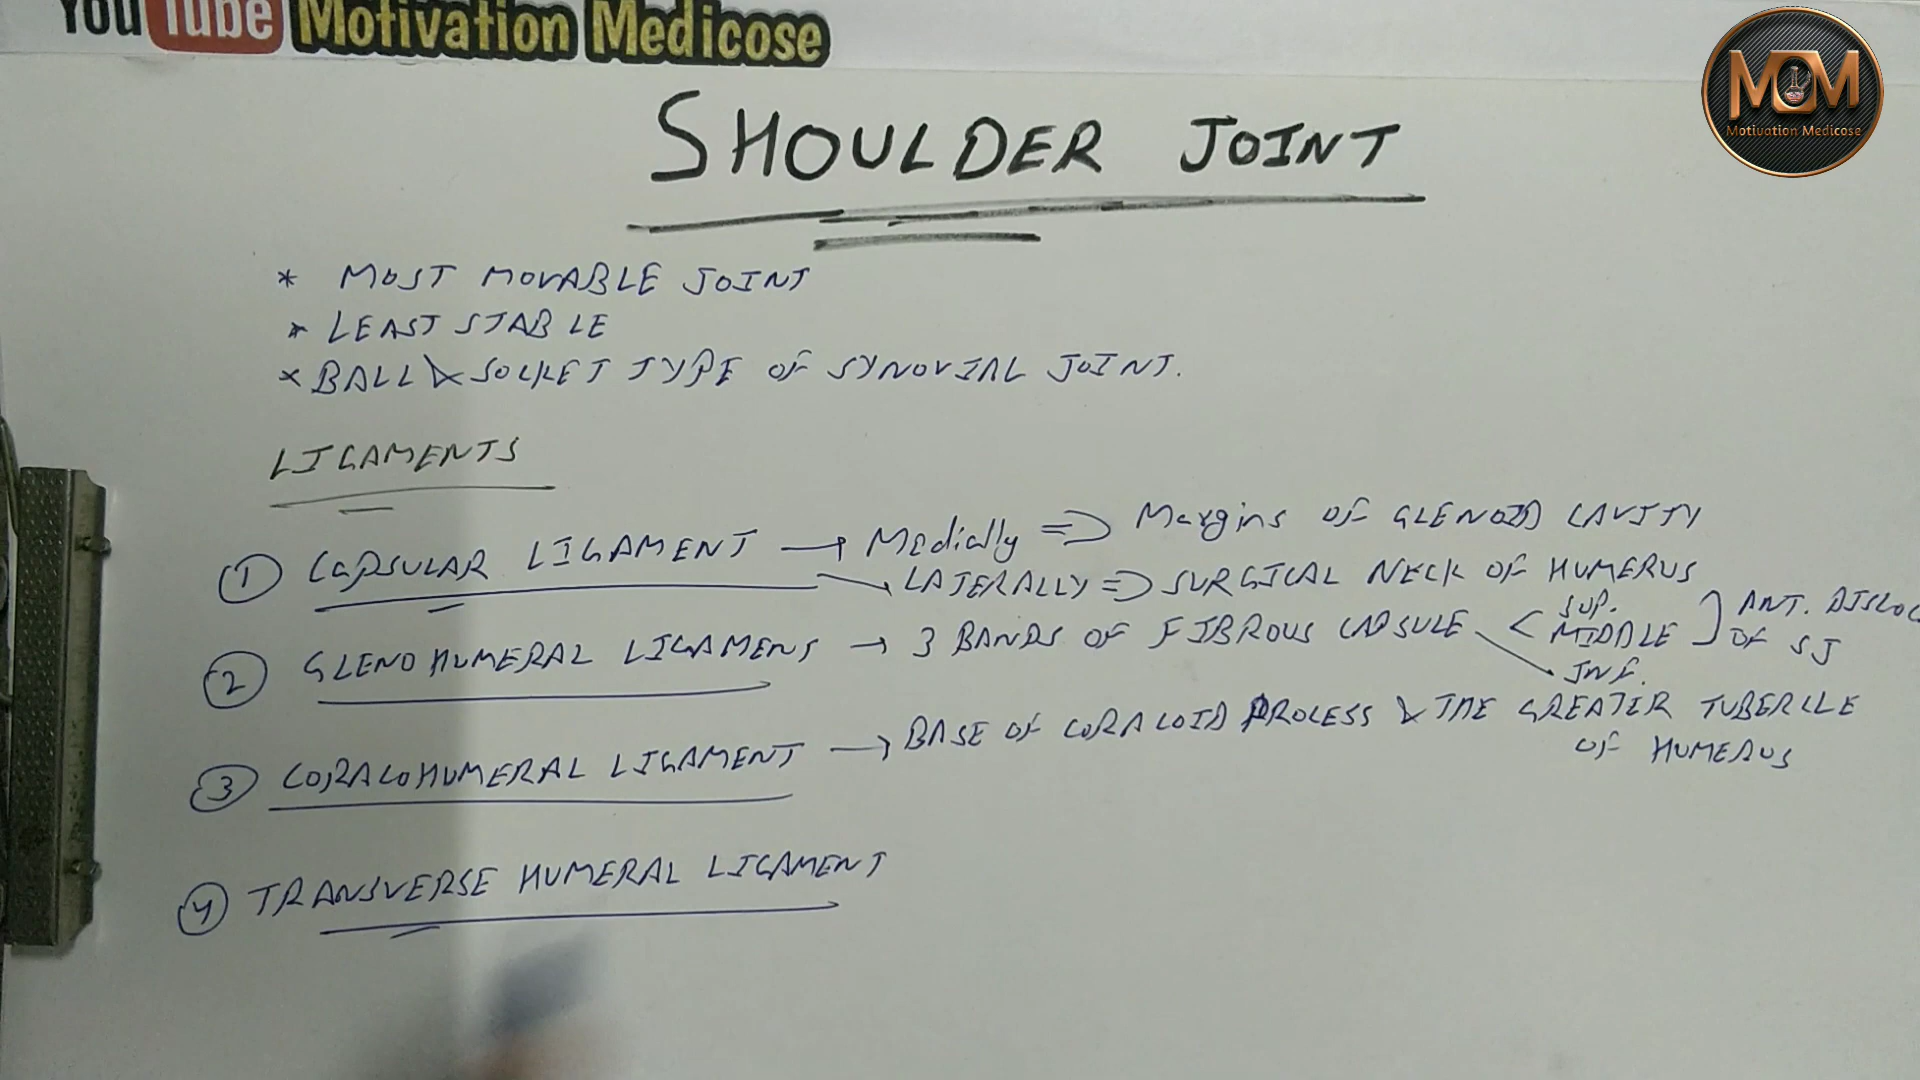 YouTube Motivation Medicose
MOM
Motivation Medicose
SHOULDER JOINT
* MOST MOVABLE JOINT
* LEAST STABLE
* BALL & SOCKET TYPE OF SYNOVIAL JOINT.
LIGAMENTS
① CAPSULAR LIGAMENT → Medially ⇒ Margins OF GLENOID CAVITY
→ LATERALLY ⇒ SURGICAL NECK OF HUMERUS
② GLENOHUMERAL LIGAMENS → 3 BANDS OF FIBROUS CAPSULE < SUP. MIDDLE INF. ] ANT. DISLOC OF SJ
③ CORACOHUMERAL LIGAMENT → BASE OF CORACOID PROCESS & THE GREATER TUBERCLE
OF HUMERUS
④ TRANSVERSE HUMERAL LIGAMENT